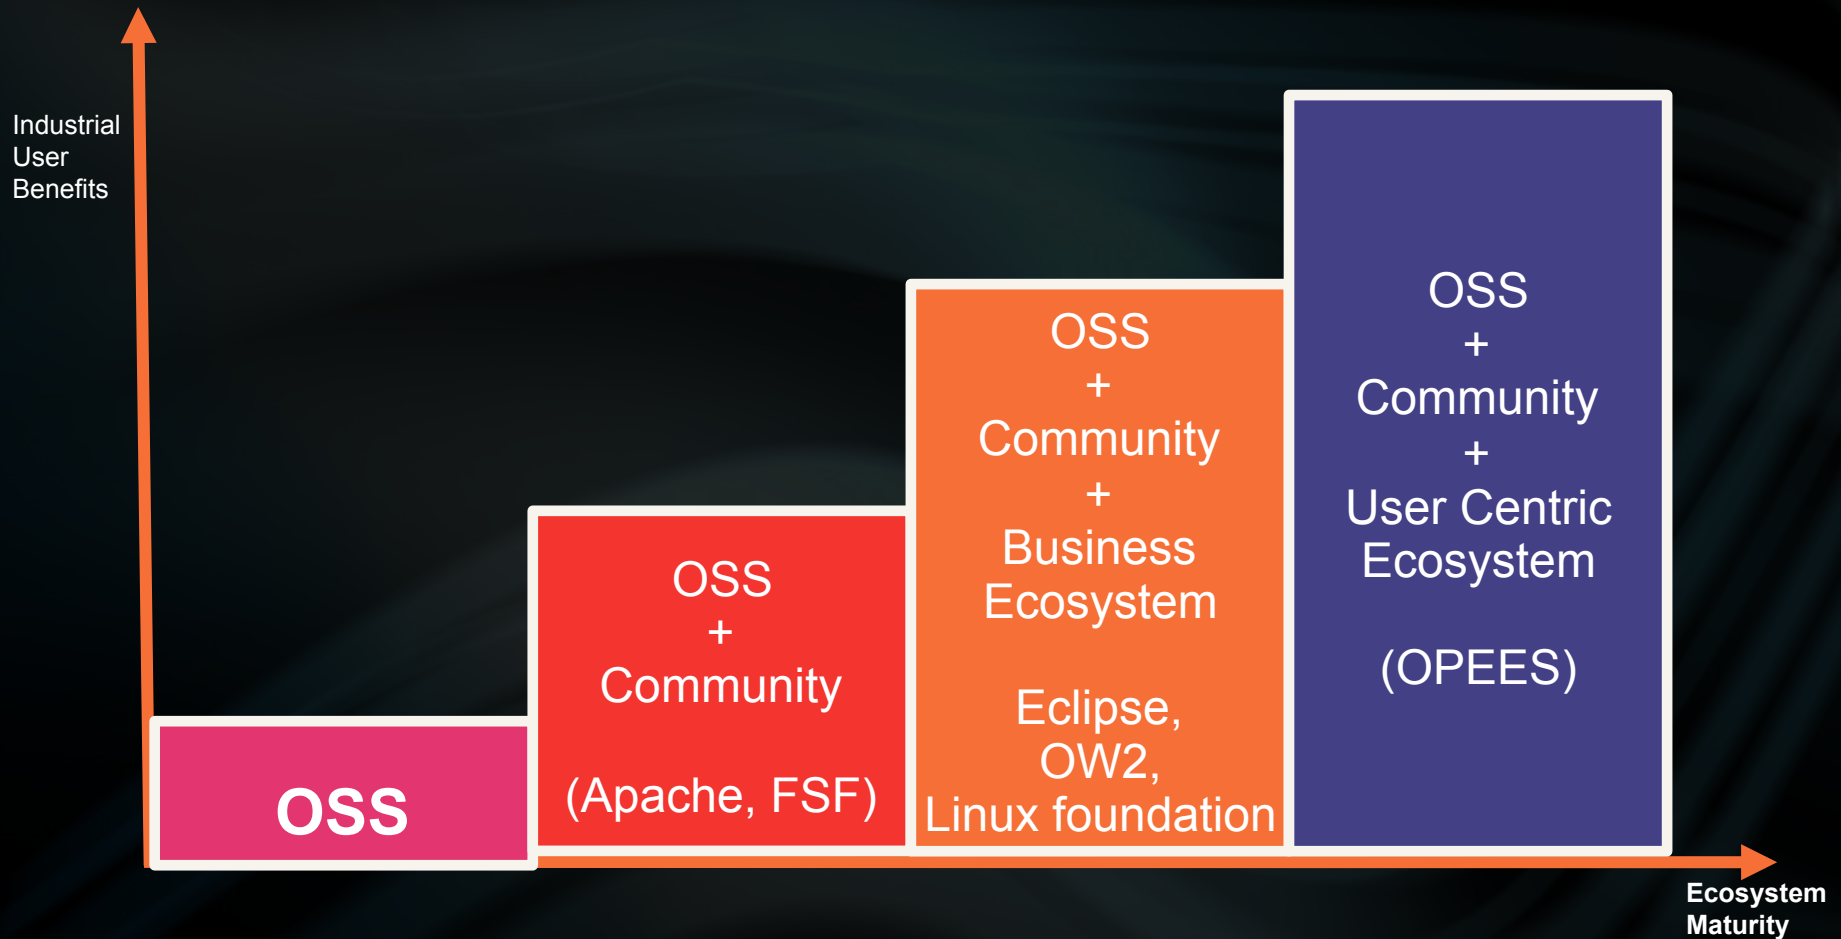 Industrial
User
Benefits
OSS
OSS
+
Community
(Apache, FSF)
OSS
+
Community
+
Business
Ecosystem
Eclipse,
OW2,
Linux foundation
OSS
+
Community
+
User Centric
Ecosystem
(OPEES)
Ecosystem
Maturity